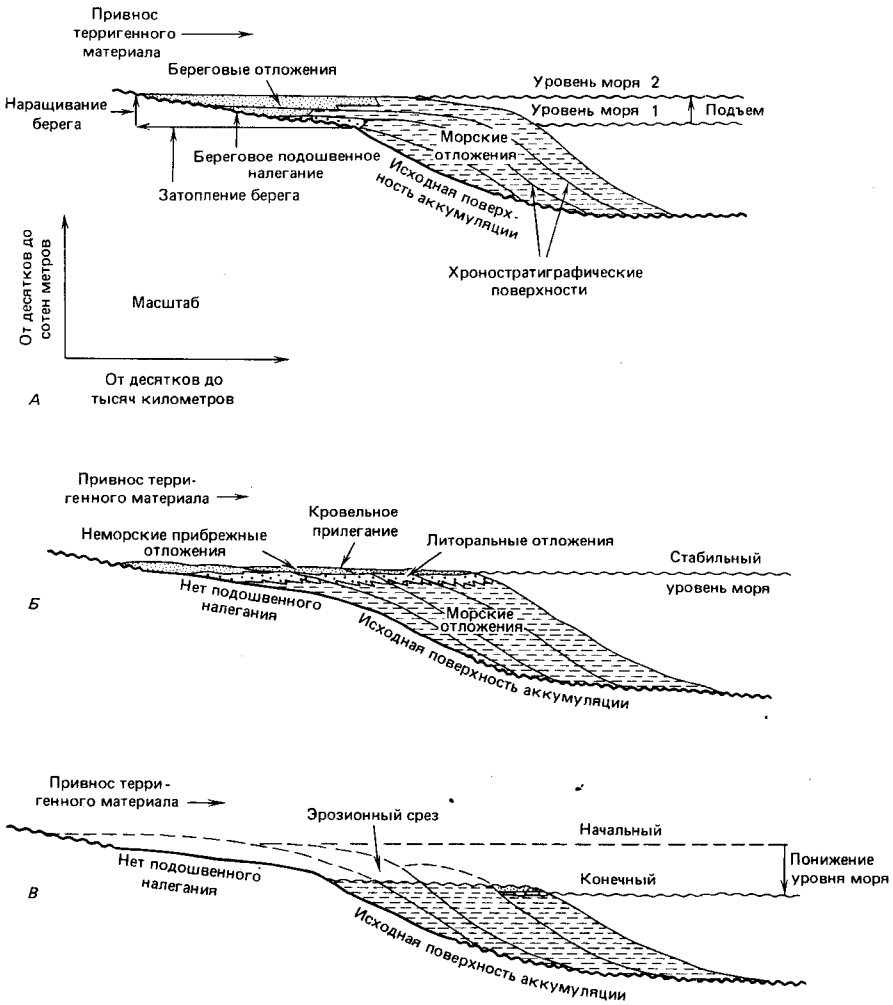 Привнос
терригенного
материала
Береговые отложения
Уровень моря 2
Наращивание
берега
Уровень моря 1
Подъем
Морские
отложения
Береговое подошвенное
налегание
Затопление берега
Исходная поверх-
ность аккумуляции
Хроностратиграфические
поверхности
От десятков до
сотен метров
Масштаб
От десятков до
тысяч километров
А
Привнос терри-
генного материала
Кровельное
прилегание
Неморские прибрежные
отложения
Литоральные отложения
Стабильный
уровень моря
Нет подошвенного
налегания
Морские
отложения
Исходная поверхность аккумуляции
Б
Привнос терри-
генного материала
Эрозионный срез
Начальный
Понижение
уровня моря
Конечный
Нет подошвенного
налегания
Исходная поверхность аккумуляции
В